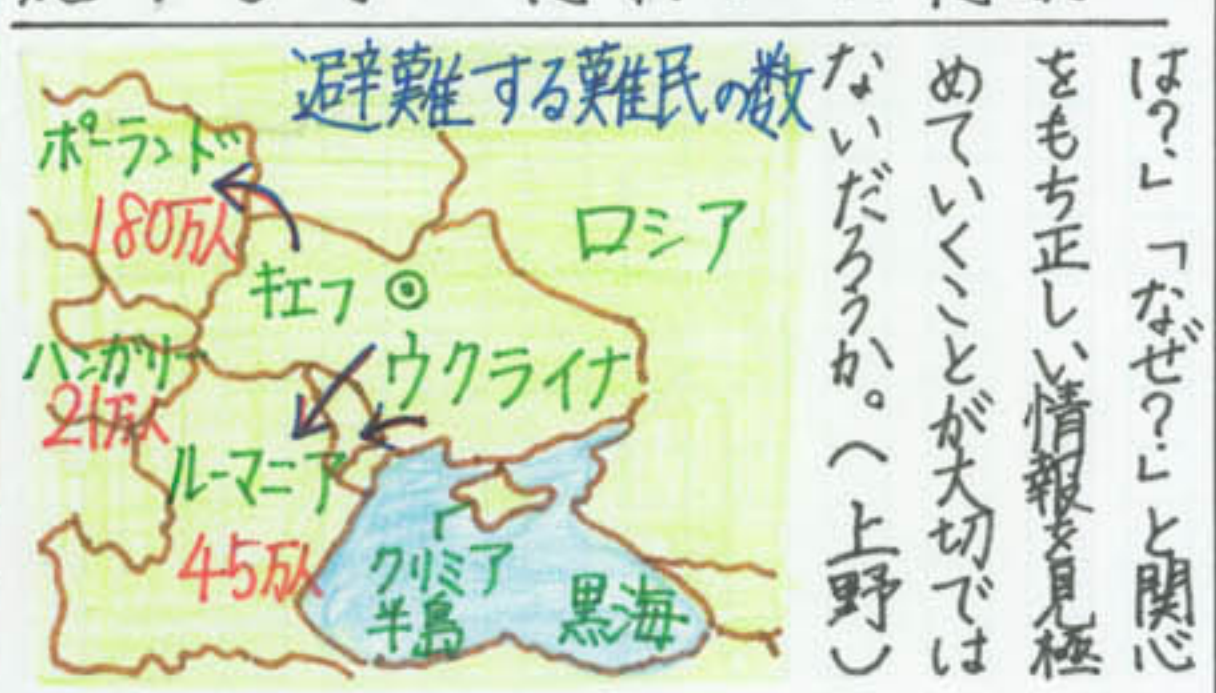 は？」「なぜ？」と関心
をもち正しい情報を見極
めていくことが大切では
ないだろうか。（上野）
避難する難民の数
ポーランド
180万人
ロシア
キエフ
ウクライナ
ハンガリー
21万人
ルーマニア
45万人
クリミア
半島
黒海